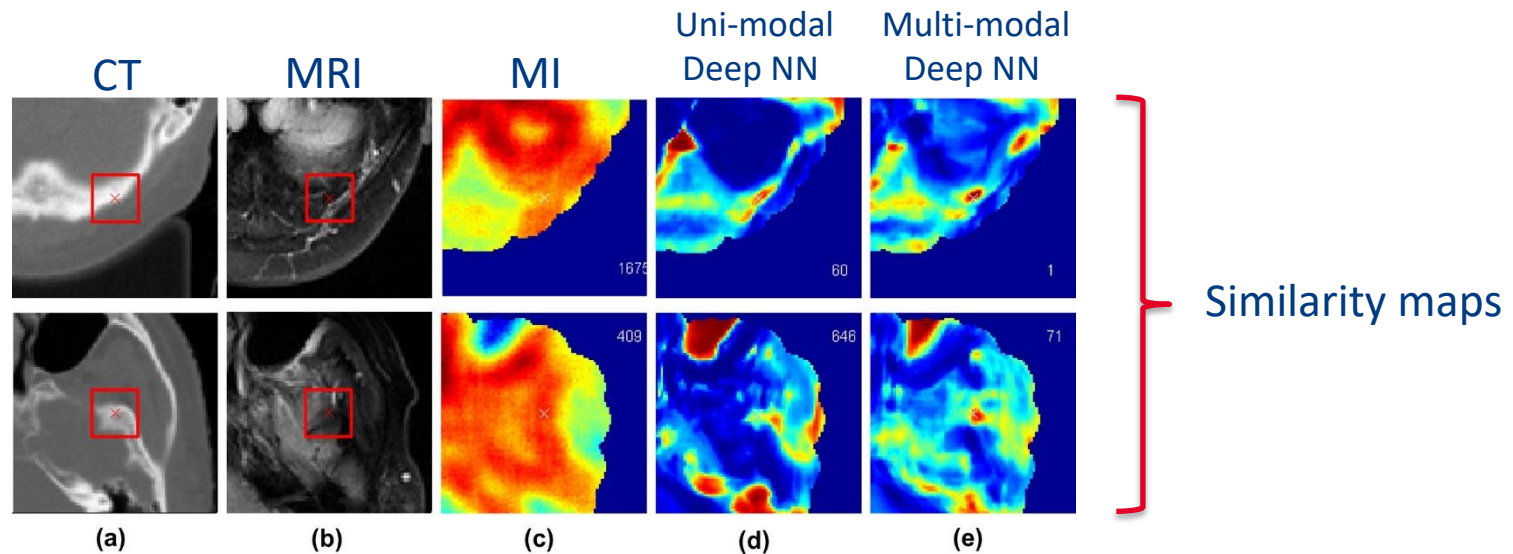 CT
MRI
MI
Uni-modal
Deep NN
Multi-modal
Deep NN
1675
60
1
Similarity maps
409
646
71
(a)
(b)
(c)
(d)
(e)